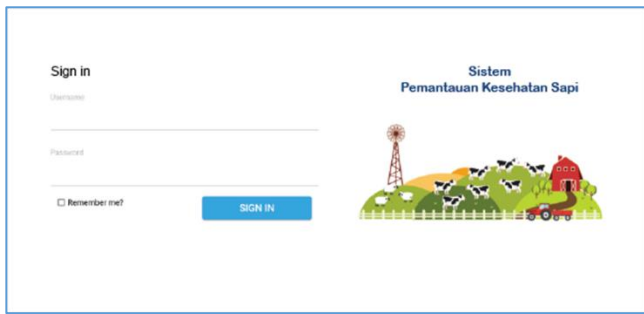 Sign in
Username
Password
Remember me?
SIGN IN
Sistem
Pemantauan Kesehatan Sapi